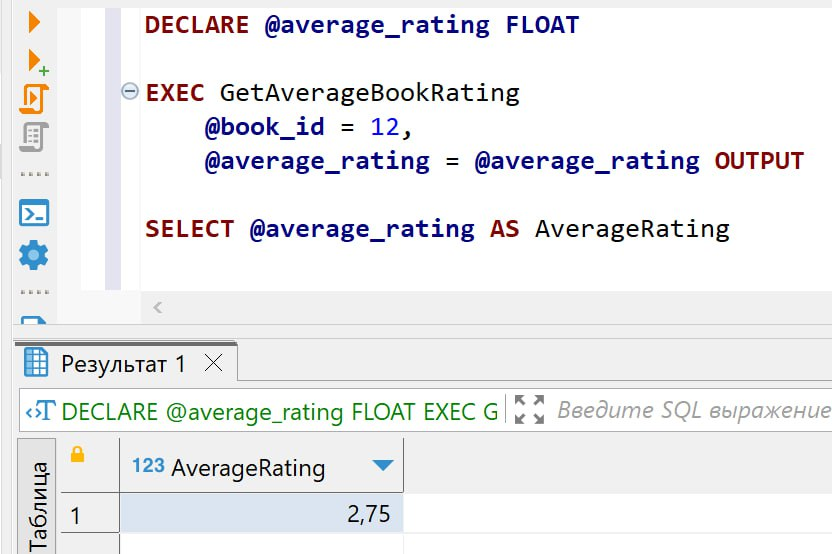 DECLARE @average_rating FLOAT
EXEC GetAverageBookRating
@book_id = 12,
@average_rating = @average_rating OUTPUT
SELECT @average_rating AS AverageRating
Результат 1
DECLARE @average_rating FLOAT EXEC G
Введите SQL выражение
Таблица
123 AverageRating
1
2,75